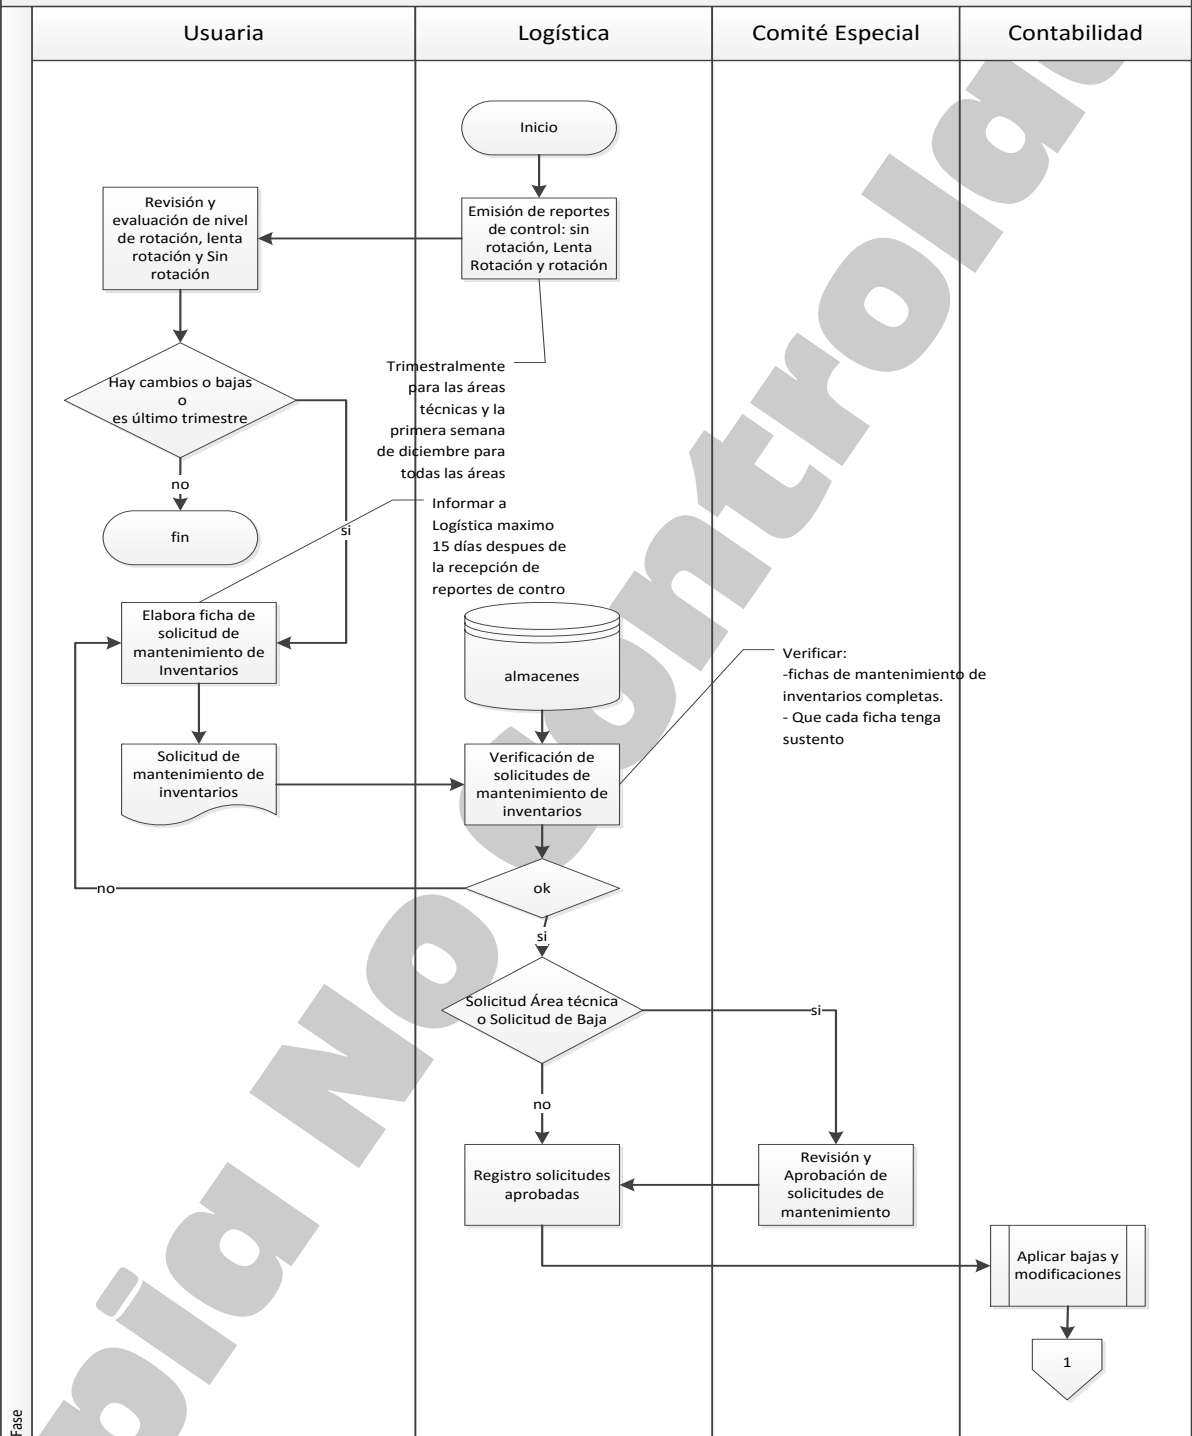 Usuaria
Logística
Comité Especial
Contabilidad
Inicio
Revisión y
evaluación de nivel
de rotación, lenta
rotación y Sin
rotación
Emisión de reportes
de control: sin
rotación, Lenta
Rotación y rotación
Hay cambios o bajas
o
es último trimestre
Trimestralmente
para las áreas
técnicas y la
primera semana
de diciembre para
todas las áreas
no
si
fin
Informar a
Logística maximo
15 días despues de
la recepción de
reportes de contro
Elabora ficha de
solicitud de
mantenimiento de
Inventarios
almacenes
Verificar:
-fichas de mantenimiento de
inventarios completas.
- Que cada ficha tenga
sustento
Solicitud de
mantenimiento de
inventarios
Verificación de
solicitudes de
mantenimiento de
inventarios
no
ok
si
Solicitud Área técnica
o Solicitud de Baja
si
no
Registro solicitudes
aprobadas
Revisión y
Aprobación de
solicitudes de
mantenimiento
Aplicar bajas y
modificaciones
1
Fase
pia No Controla